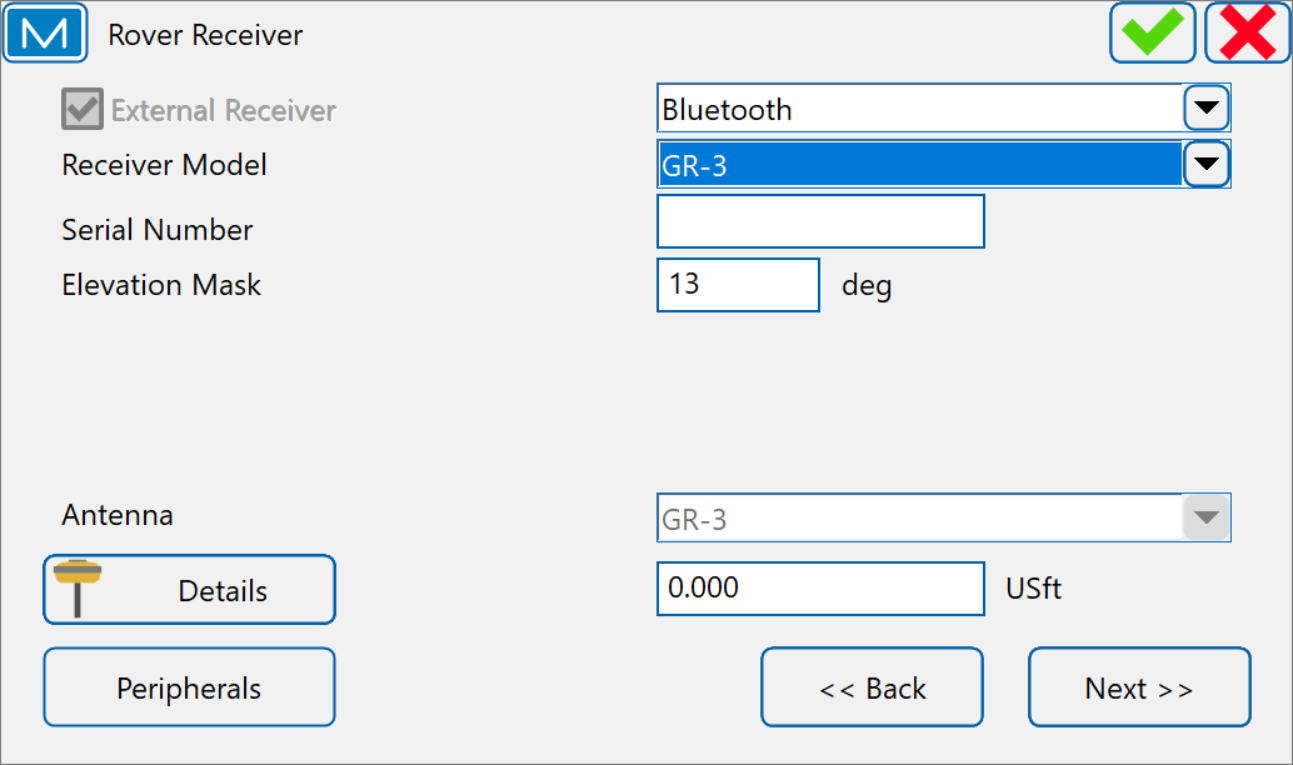 M Rover Receiver
External Receiver Bluetooth
Receiver Model GR-3
Serial Number
Elevation Mask 13 deg
Antenna GR-3
Details 0.000 USft
Peripherals << Back Next >>